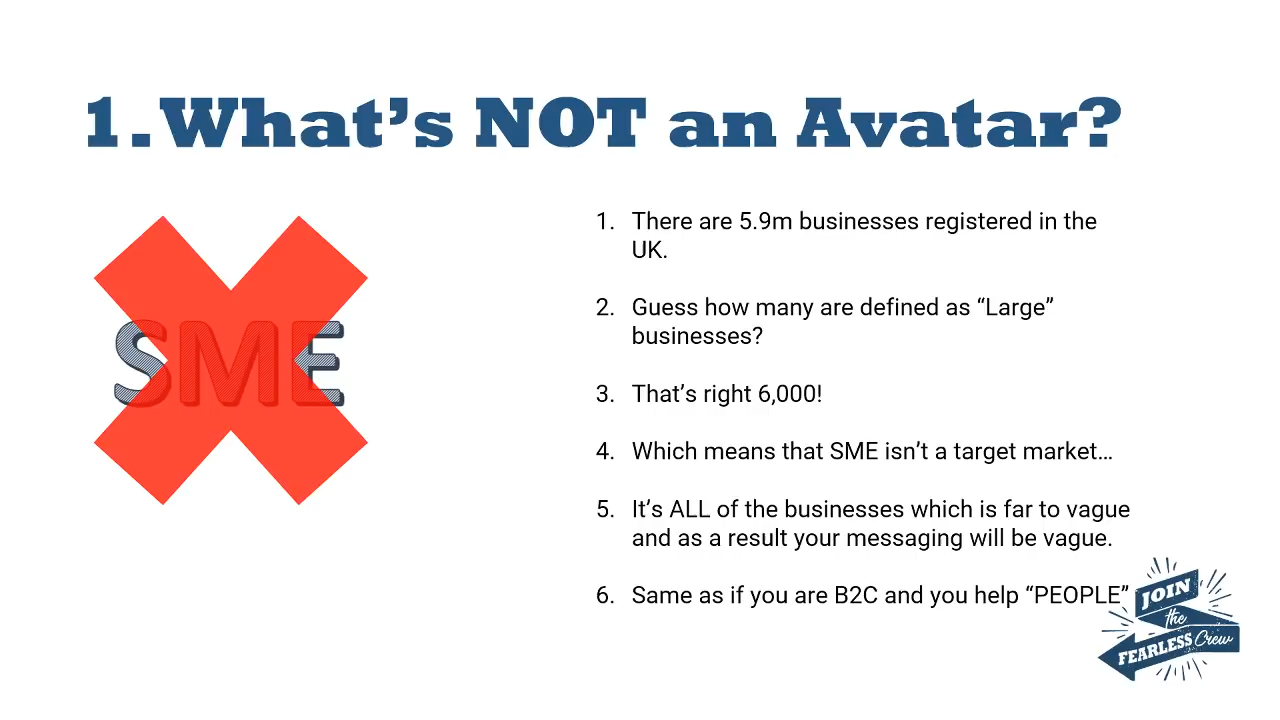 1. What’s NOT an Avatar?
SME
1. There are 5.9m businesses registered in the
UK.
2. Guess how many are defined as “Large”
businesses?
3. That’s right 6,000!
4. Which means that SME isn’t a target market…
5. It’s ALL of the businesses which is far to vague
and as a result your messaging will be vague.
6. Same as if you are B2C and you help “PEOPLE”
JOIN
the
FEARLESS Crew